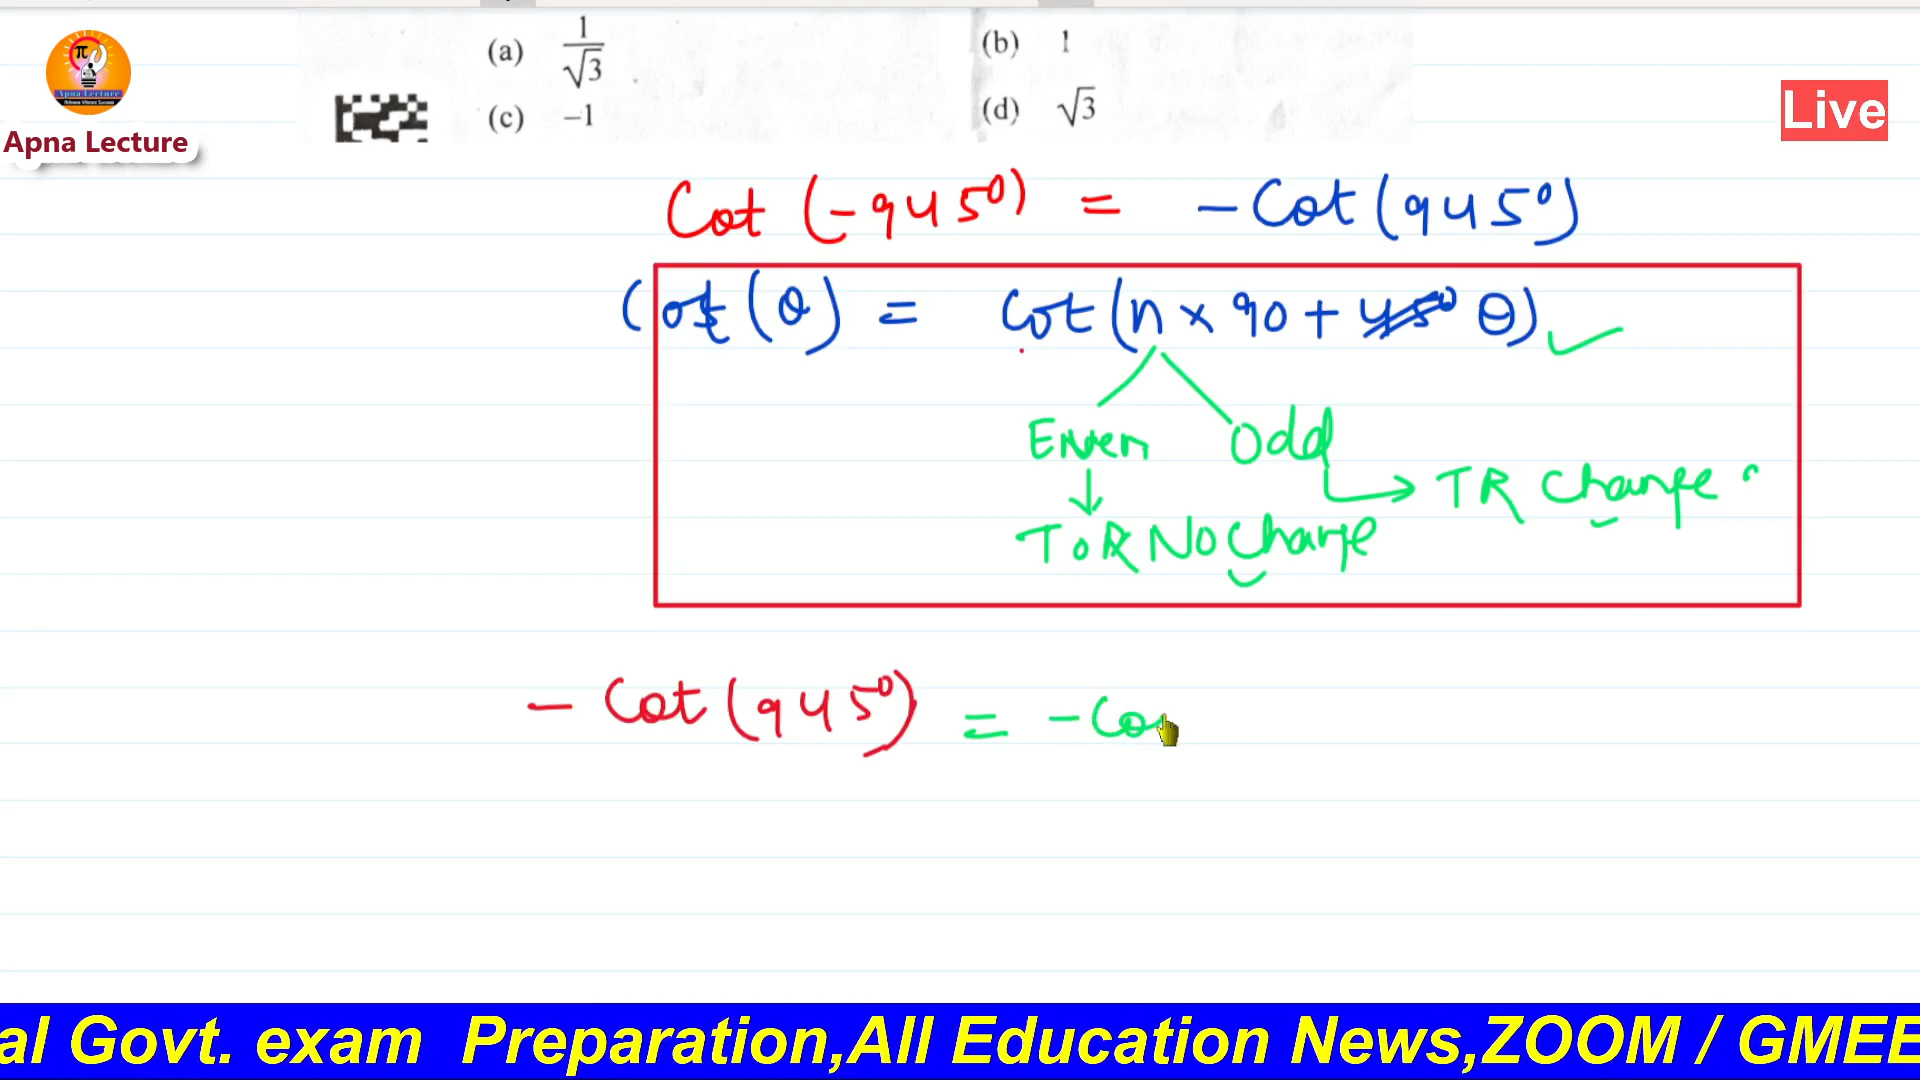 (a) 1/√3 (b) 1
(c) –1 (d) √3
Apna Lecture
Live
Cot (-945°) = -Cot(945°)
Cot(θ) = Cot(n × 90 + 45° θ) ✓
Even Odd
→ TR Change
↓
T o R No Change
- Cot(945°) = -Co
al Govt. exam Preparation,All Education News,ZOOM / GMEE